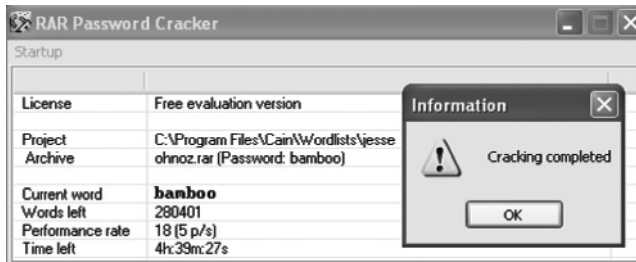 RAR Password Cracker
Startup
License Free evaluation version
Project C:\Program Files\Cain\Wordlists\jesse
Archive ohnoz.rar (Password: bamboo)
Current word bamboo
Words left 280401
Performance rate 18 (5 p/s)
Time left 4h:39m:27s
Information
Cracking completed
OK